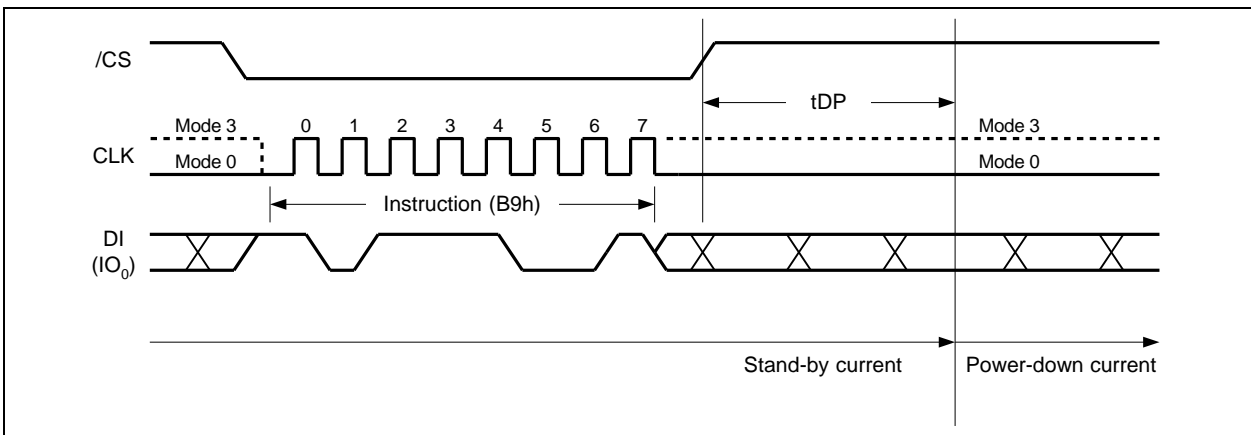 /CS
tDP
Mode 3 0 1 2 3 4 5 6 7 Mode 3
CLK
Mode 0 Mode 0
Instruction (B9h)
DI
(IO0)
Stand-by current Power-down current